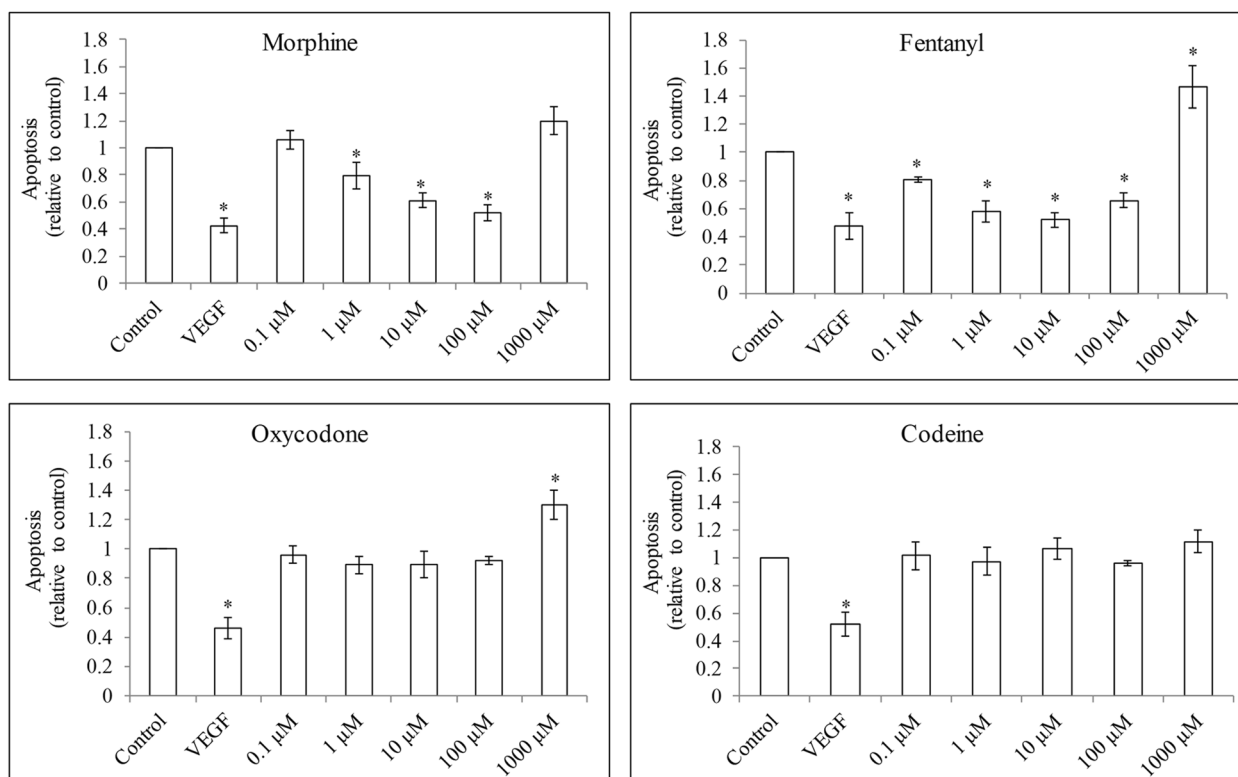 Morphine
Apoptosis
(relative to control)
1.8
1.6
1.4
1.2
1
0.8
0.6
0.4
0.2
0
*
*
*
*
Control
VEGF
0.1 μM
1 μM
10 μM
100 μM
1000 μM
Fentanyl
Apoptosis
(relative to control)
1.8
1.6
1.4
1.2
1
0.8
0.6
0.4
0.2
0
*
*
*
*
*
*
Control
VEGF
0.1 μM
1 μM
10 μM
100 μM
1000 μM
Oxycodone
Apoptosis
(relative to control)
1.8
1.6
1.4
1.2
1
0.8
0.6
0.4
0.2
0
*
*
Control
VEGF
0.1 μM
1 μM
10 μM
100 μM
1000 μM
Codeine
Apoptosis
(relative to control)
1.8
1.6
1.4
1.2
1
0.8
0.6
0.4
0.2
0
*
Control
VEGF
0.1 μM
1 μM
10 μM
100 μM
1000 μM